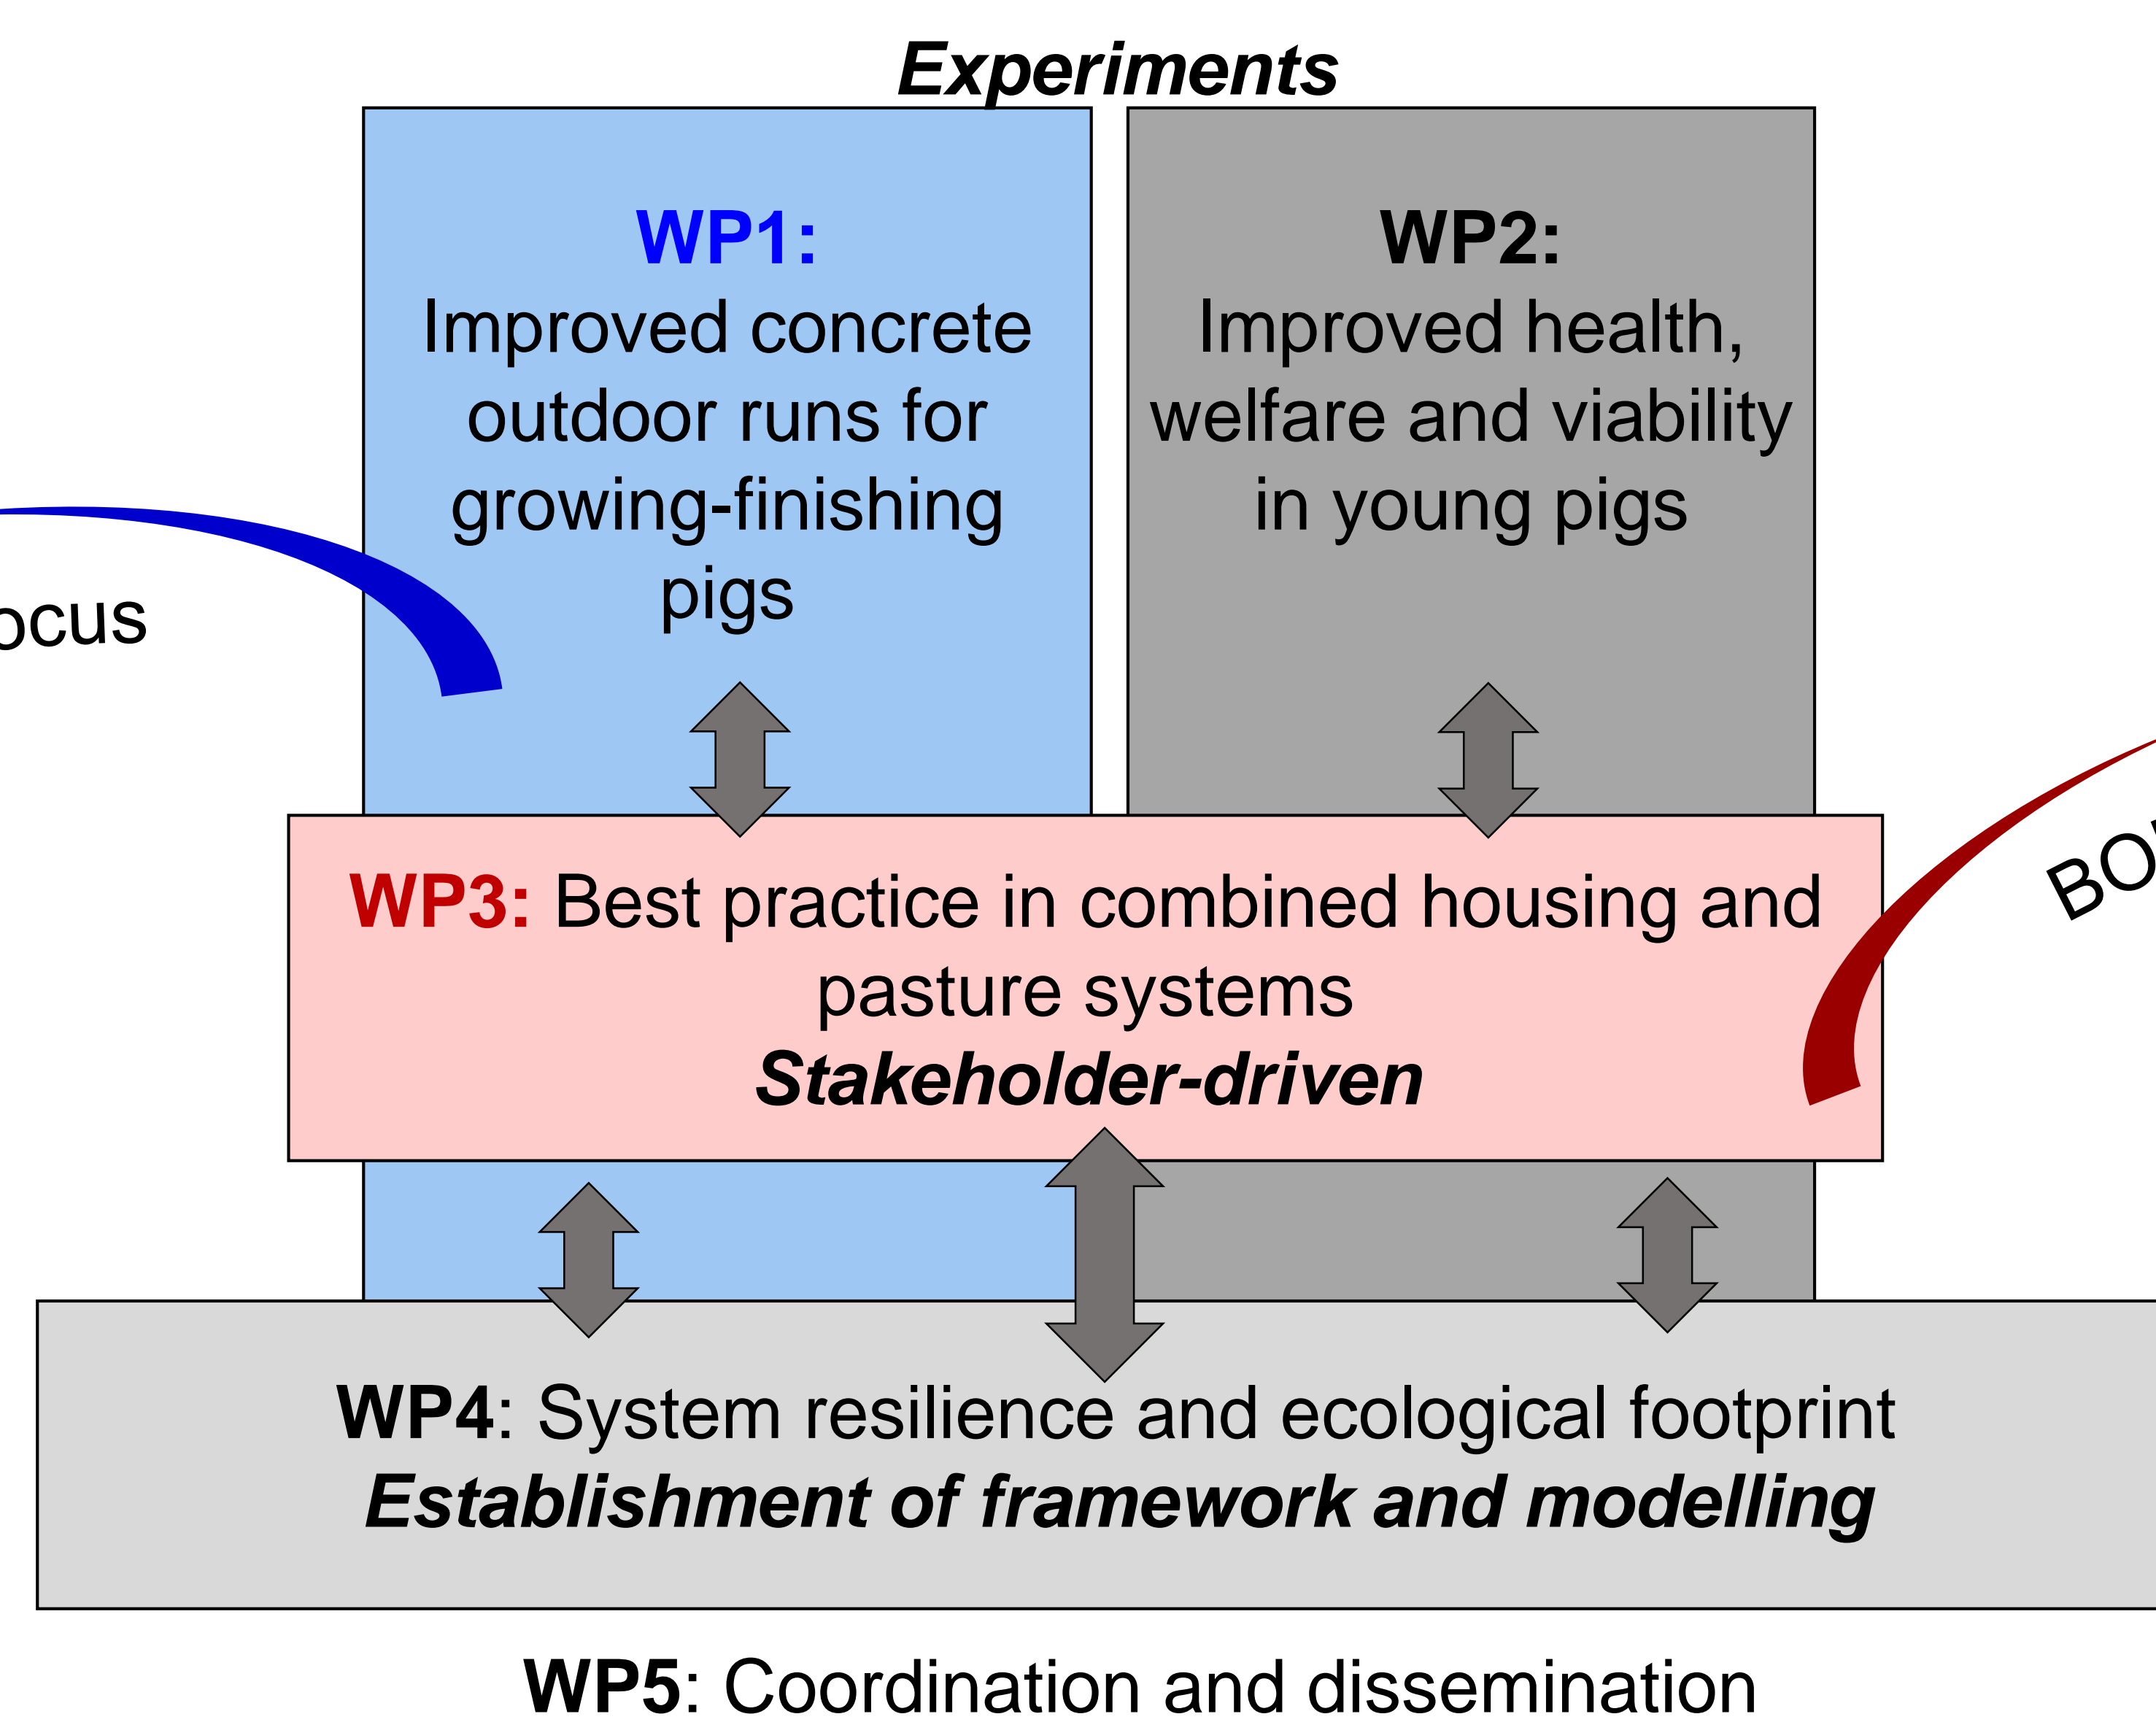 Experiments
WP1:
Improved concrete
outdoor runs for
growing-finishing
pigs
WP2:
Improved health,
welfare and viability
in young pigs
WP3: Best practice in combined housing and
pasture systems
Stakeholder-driven
WP4: System resilience and ecological footprint
Establishment of framework and modelling
WP5: Coordination and dissemination